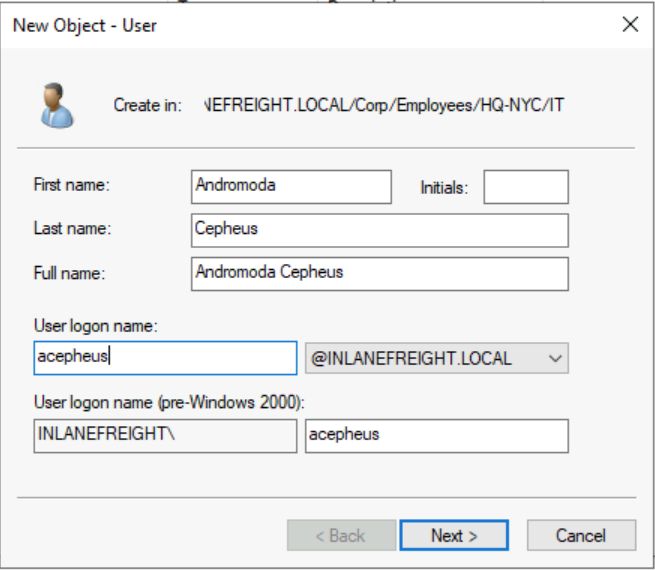 New Object - User
Create in: NEFREIGHT.LOCAL/Corp/Employees/HQ-NYC/IT
First name: Andromoda Initials:
Last name: Cepheus
Full name: Andromoda Cepheus
User logon name:
acepheus @INLANEFREIGHT.LOCAL
User logon name (pre-Windows 2000):
INLANEFREIGHT\ acepheus
< Back Next > Cancel